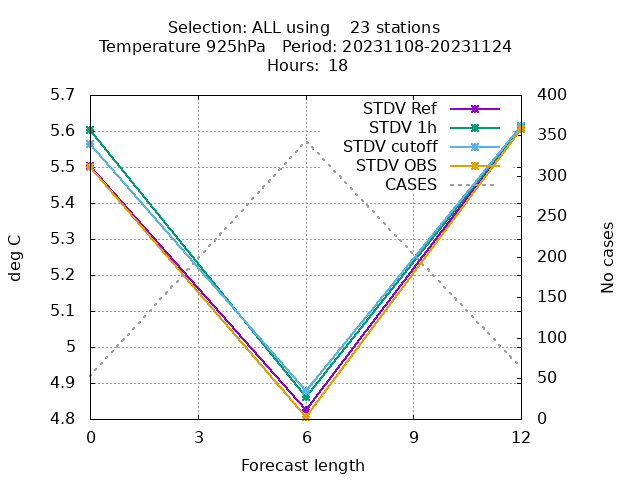 Selection: ALL using    23 stations
Temperature 925hPa   Period: 20231108-20231124
Hours:  18
5.7
5.6
5.5
5.4
5.3
5.2
5.1
5
4.9
4.8
deg C
STDV Ref
STDV 1h
STDV cutoff
STDV OBS
CASES
400
350
300
250
200
150
100
50
0
No cases
0 3 6 9 12
Forecast length